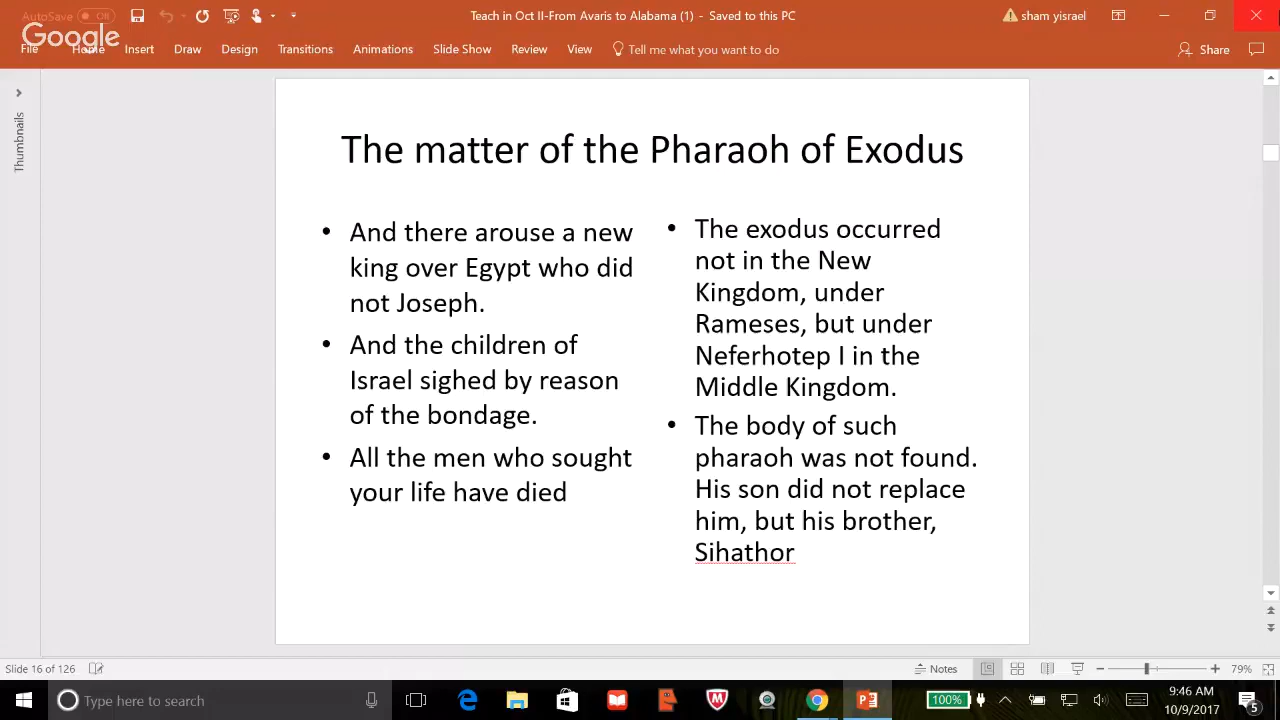 AutoSave Off
Teach in Oct II-From Avaris to Alabama (1) - Saved to this PC
sham yisrael
Google
File Home Insert Draw Design Transitions Animations Slide Show Review View Tell me what you want to do
Share
Thumbnails
The matter of the Pharaoh of Exodus
• And there arouse a new
king over Egypt who did
not Joseph.
• And the children of
Israel sighed by reason
of the bondage.
• All the men who sought
your life have died
• The exodus occurred
not in the New
Kingdom, under
Rameses, but under
Neferhotep I in the
Middle Kingdom.
• The body of such
pharaoh was not found.
His son did not replace
him, but his brother,
Sihathor
Slide 16 of 126
Notes
79%
Type here to search
100%
9:46 AM
10/9/2017
5